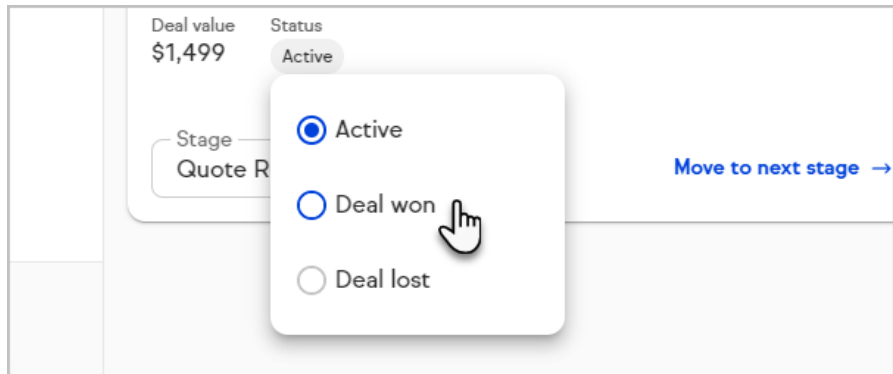 Deal value Status
$1,499 Active
Active
Stage
Quote R
Move to next stage →
Deal won
Deal lost